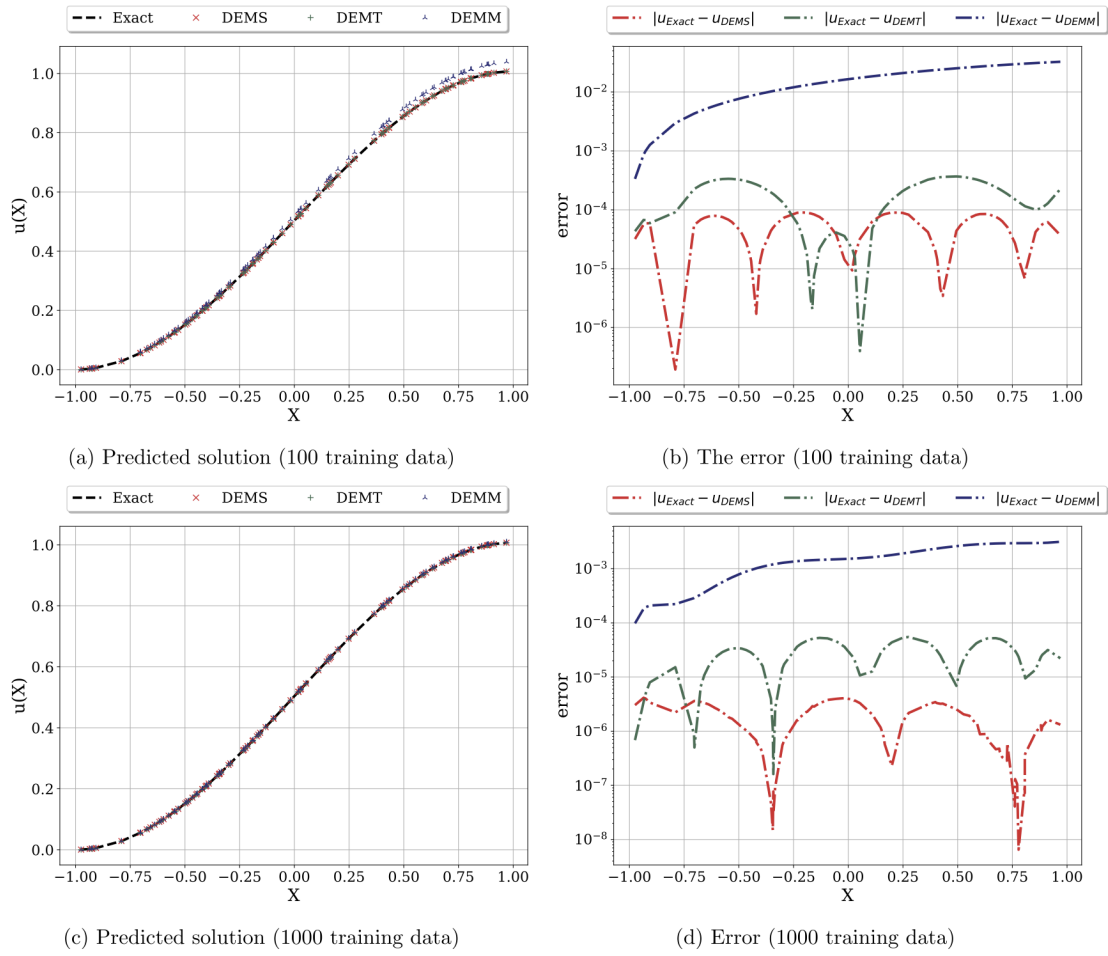 Exact DEMS DEMT DEMM
1.0
0.8
0.6
0.4
0.2
0.0
u(X)
−1.00 −0.75 −0.50 −0.25 0.00 0.25 0.50 0.75 1.00
X
(a) Predicted solution (100 training data)
|u_Exact − u_DEMS| |u_Exact − u_DEMT| |u_Exact − u_DEMM|
10⁻²
10⁻³
10⁻⁴
10⁻⁵
10⁻⁶
error
−1.00 −0.75 −0.50 −0.25 0.00 0.25 0.50 0.75 1.00
X
(b) The error (100 training data)
Exact DEMS DEMT DEMM
1.0
0.8
0.6
0.4
0.2
0.0
u(X)
−1.00 −0.75 −0.50 −0.25 0.00 0.25 0.50 0.75 1.00
X
(c) Predicted solution (1000 training data)
|u_Exact − u_DEMS| |u_Exact − u_DEMT| |u_Exact − u_DEMM|
10⁻³
10⁻⁴
10⁻⁵
10⁻⁶
10⁻⁷
10⁻⁸
error
−1.00 −0.75 −0.50 −0.25 0.00 0.25 0.50 0.75 1.00
X
(d) Error (1000 training data)